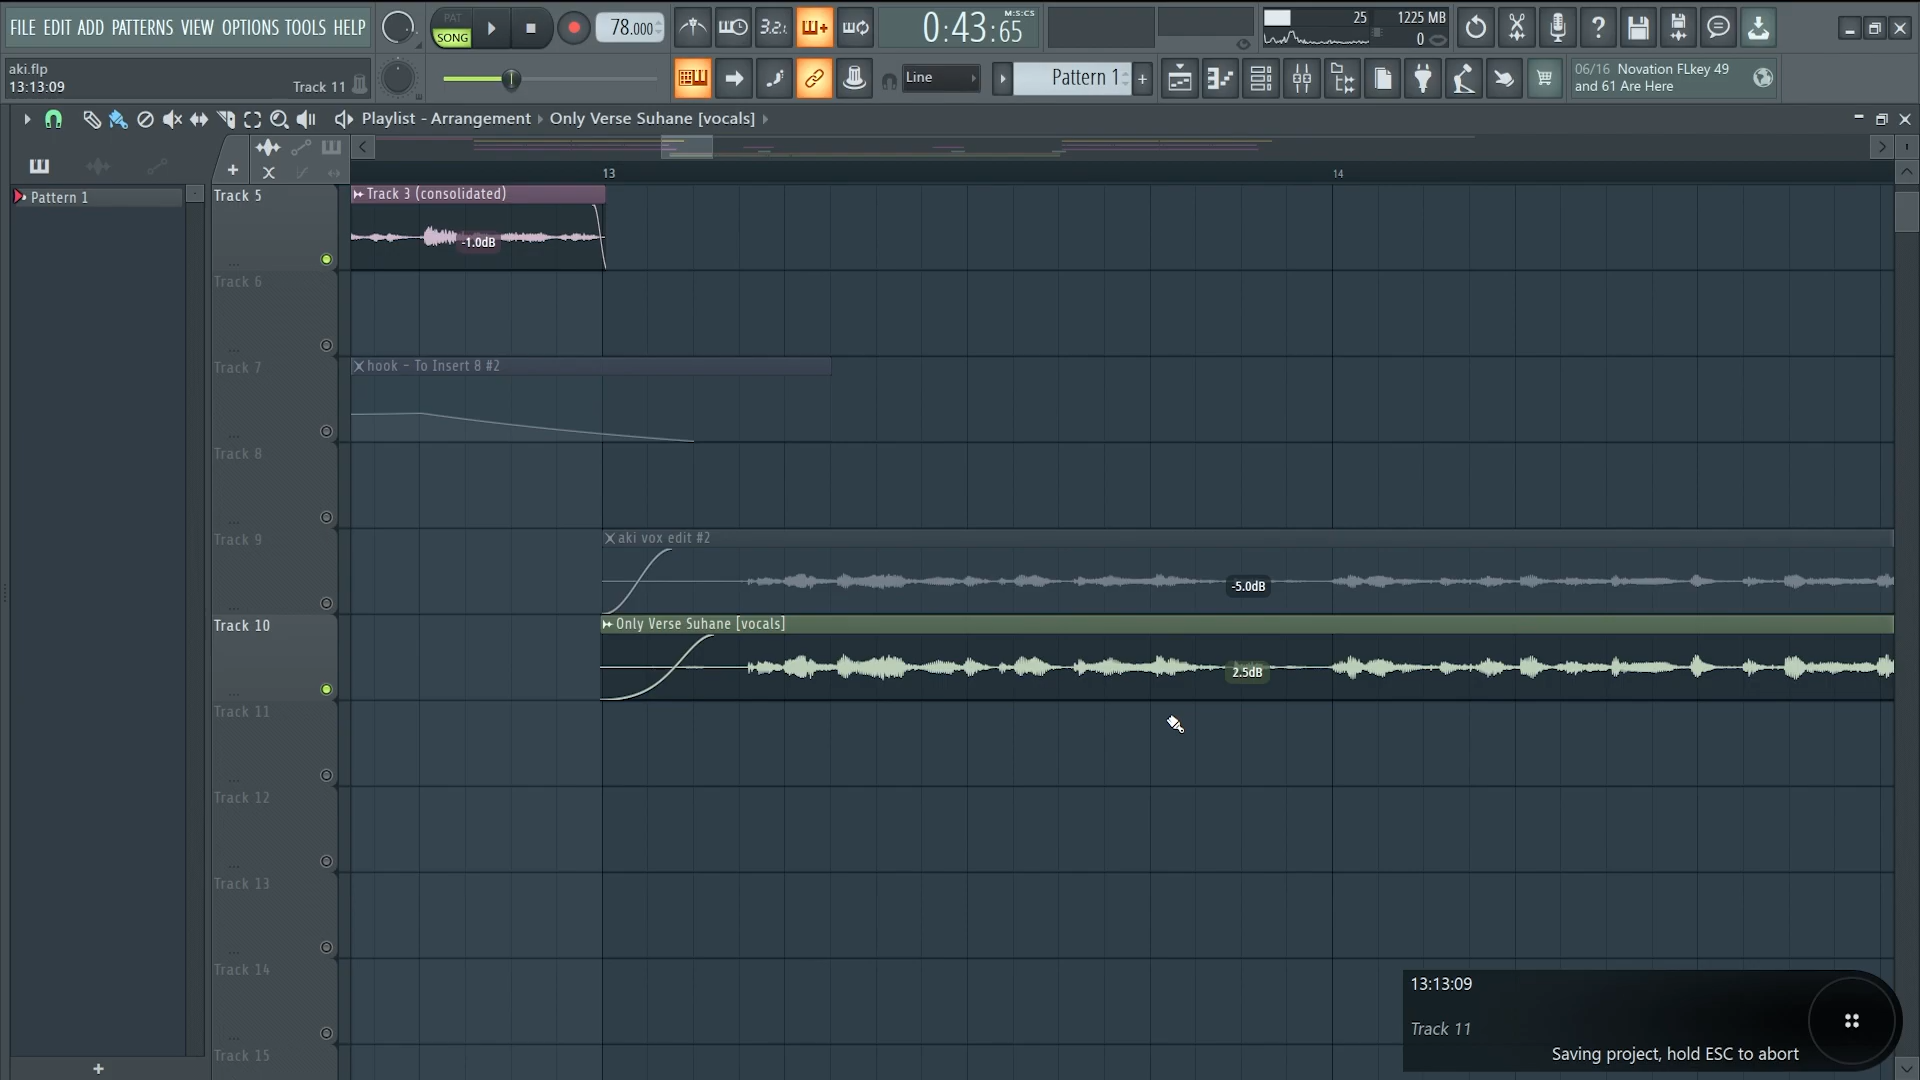 FILE EDIT ADD PATTERNS VIEW OPTIONS TOOLS HELP
PAT
SONG
78.000
3.2.1
0:43:65
M:S:CS
25
1225 MB
0
aki.flp
13:13:09
Track 11
Line
Pattern 1
06/16 Novation FLkey 49
and 61 Are Here
Playlist - Arrangement
Only Verse Suhane [vocals]
Pattern 1
13
14
Track 5
Track 3 (consolidated)
-1.0dB
Track 6
Track 7
hook - To Insert 8 #2
Track 8
Track 9
aki vox edit #2
-5.0dB
Track 10
Only Verse Suhane [vocals]
2.5dB
Track 11
Track 12
Track 13
Track 14
Track 15
13:13:09
Track 11
Saving project, hold ESC to abort